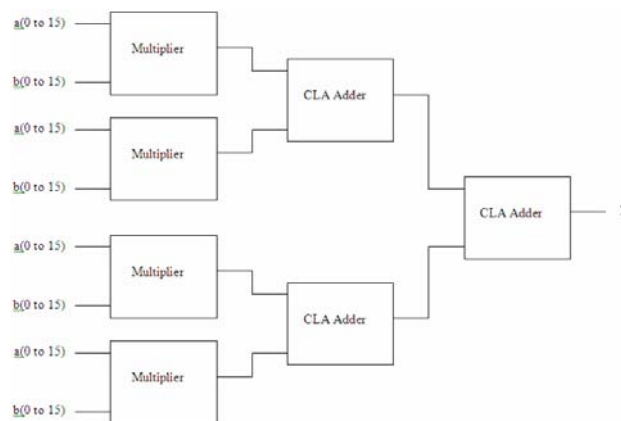 a(0 to 15)
Multiplier
b(0 to 15)
CLA Adder
a(0 to 15)
Multiplier
b(0 to 15)
CLA Adder
a(0 to 15)
Multiplier
b(0 to 15)
CLA Adder
a(0 to 15)
Multiplier
b(0 to 15)